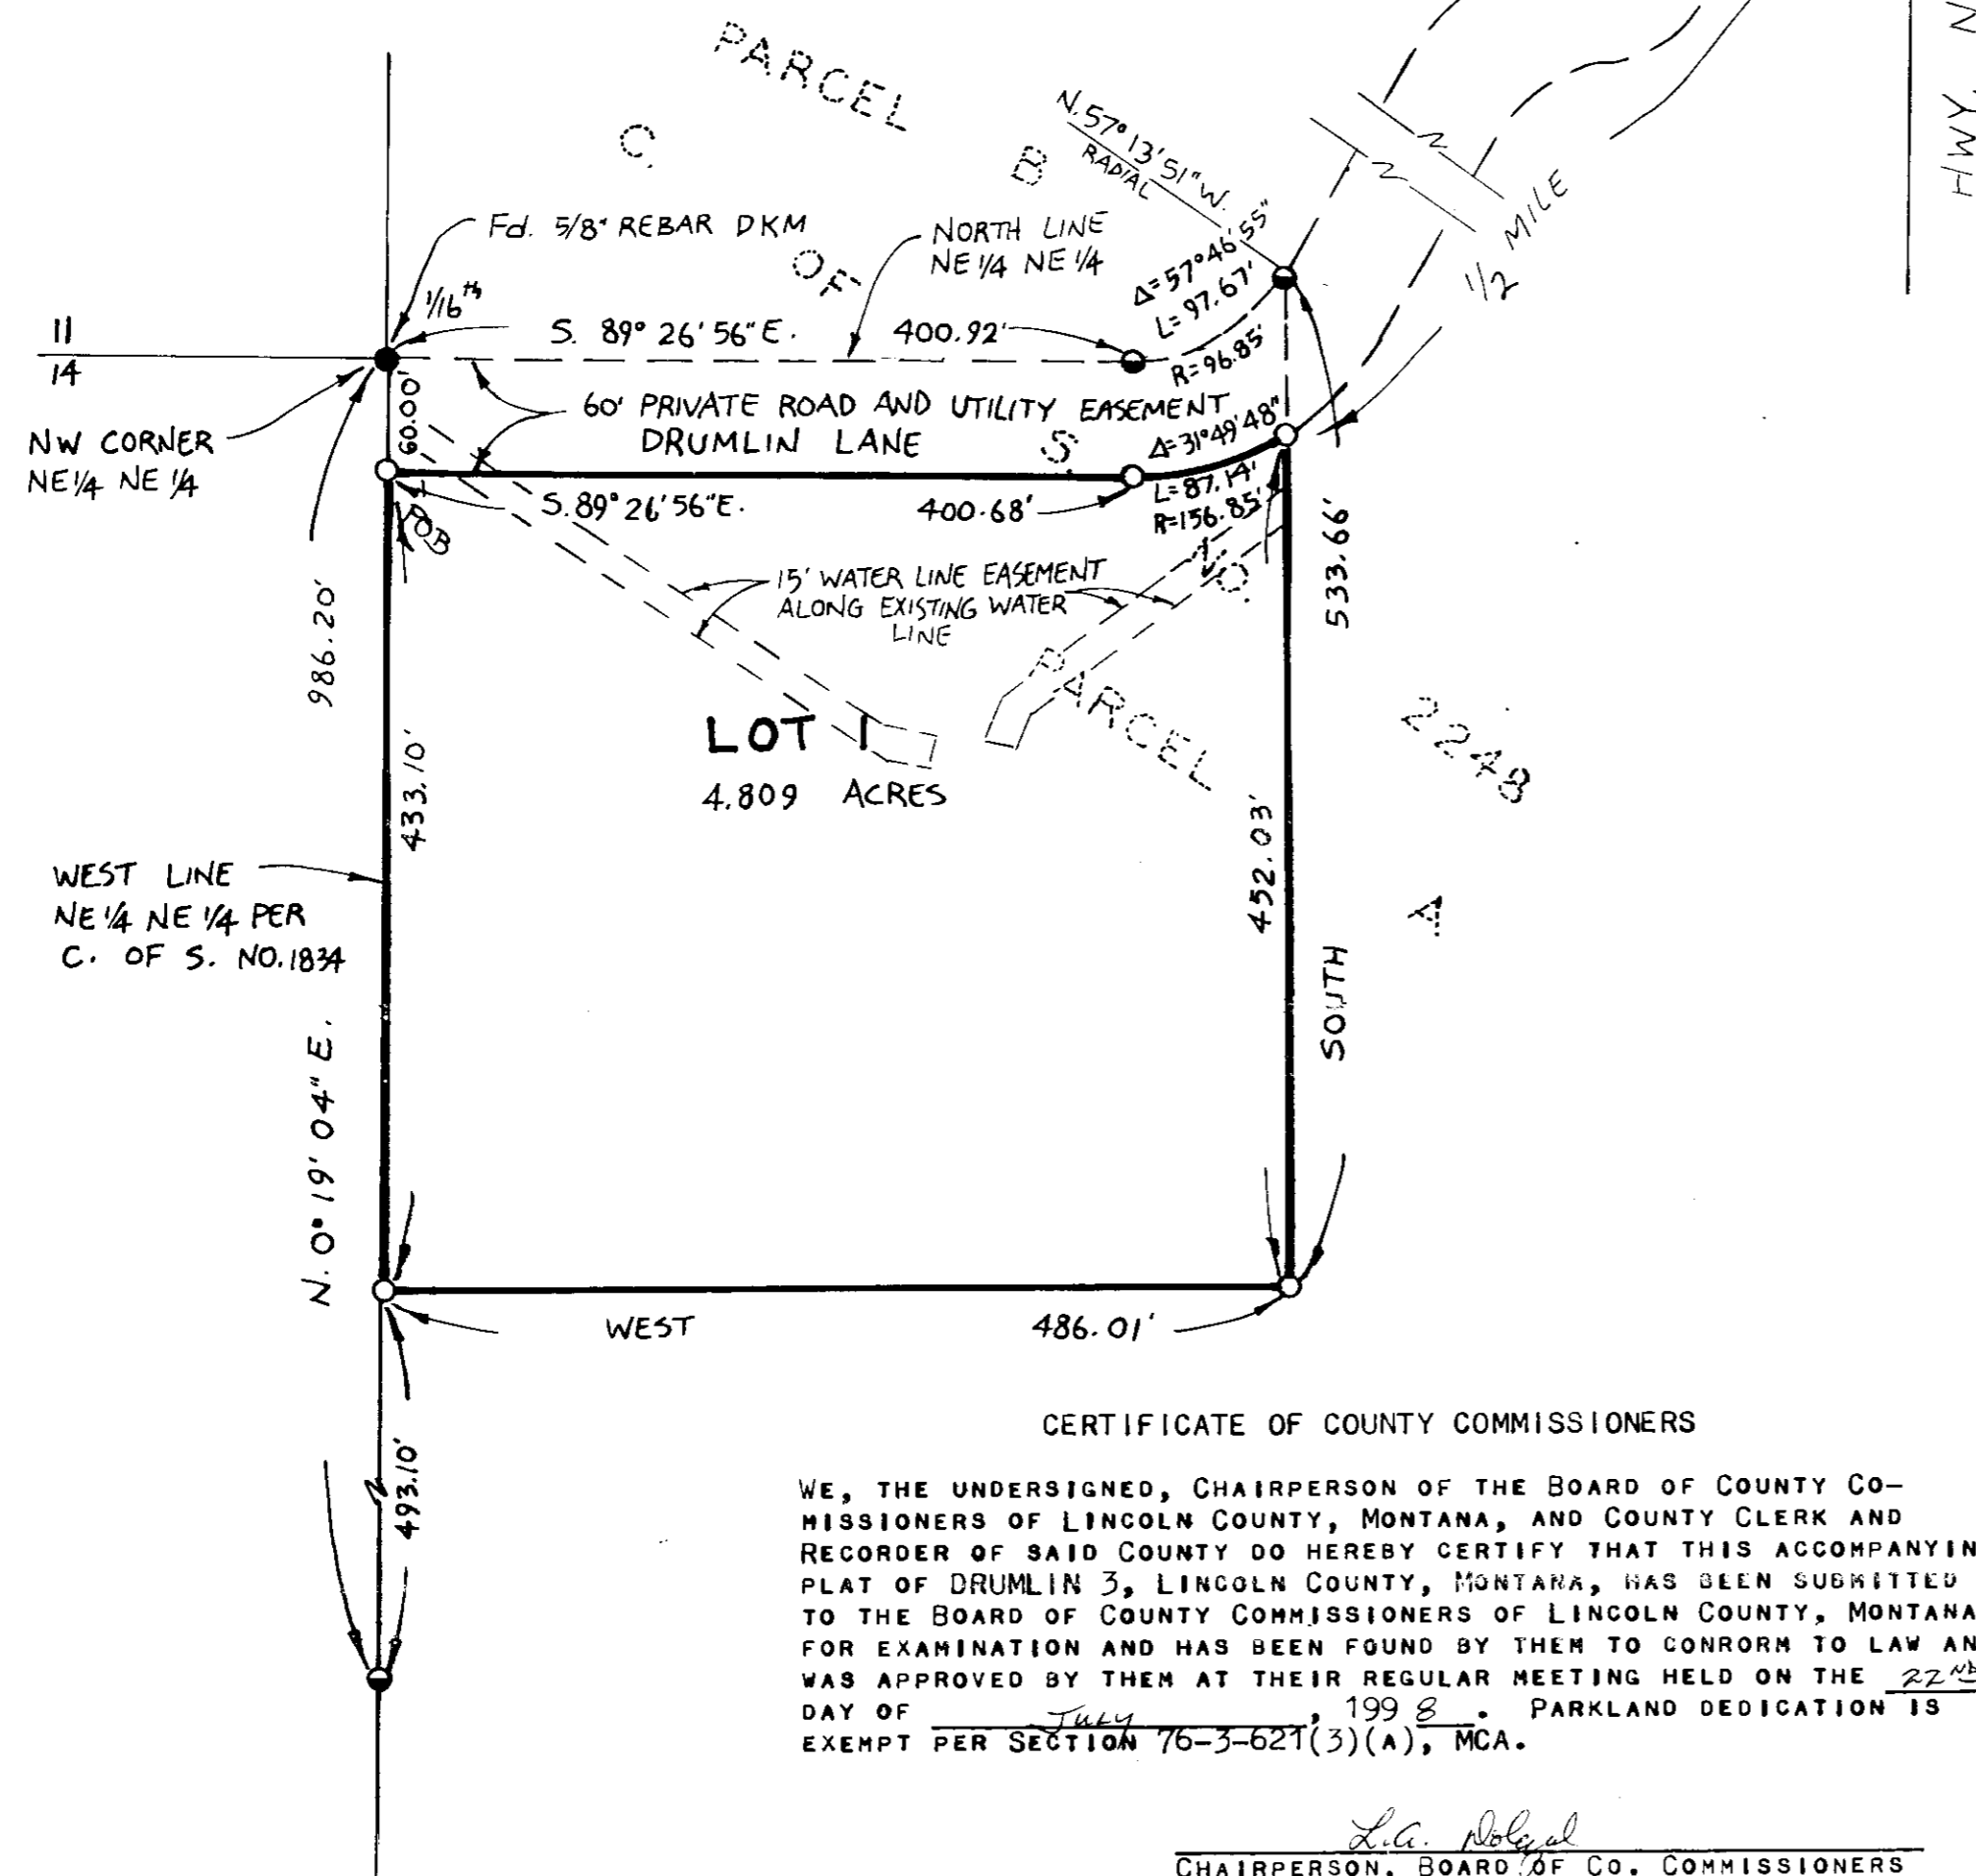 PARCEL
B
C.
OF
S.
N. 57° 13' 51" W.
RADIAL
HWY N
1/2 MILE
Fd. 5/8" REBAR DKM
1/16th
NORTH LINE
NE 1/4 NE 1/4
Δ=57°46'55"
L=97.67'
R=96.85'
11
14
S. 89° 26' 56" E. 400.92'
NW CORNER
NE 1/4 NE 1/4
60.00'
60' PRIVATE ROAD AND UTILITY EASEMENT
DRUMLIN LANE
Δ=31°49'48"
L=87.14'
R=156.85'
POB
S. 89° 26' 56" E. 400.68'
15' WATER LINE EASEMENT
ALONG EXISTING WATER
LINE
986.20'
533.66'
PARCEL
A
2248
LOT 1
4.809 ACRES
433.10'
452.03'
WEST LINE
NE 1/4 NE 1/4 PER
C. OF S. NO. 1834
SOUTH
N. 0° 19' 04" E.
WEST 486.01'
493.10'
CERTIFICATE OF COUNTY COMMISSIONERS
WE, THE UNDERSIGNED, CHAIRPERSON OF THE BOARD OF COUNTY CO-
MISSIONERS OF LINCOLN COUNTY, MONTANA, AND COUNTY CLERK AND
RECORDER OF SAID COUNTY DO HEREBY CERTIFY THAT THIS ACCOMPANYIN
PLAT OF DRUMLIN 3, LINCOLN COUNTY, MONTANA, HAS BEEN SUBMITTED
TO THE BOARD OF COUNTY COMMISSIONERS OF LINCOLN COUNTY, MONTANA
FOR EXAMINATION AND HAS BEEN FOUND BY THEM TO CONRORM TO LAW AN
WAS APPROVED BY THEM AT THEIR REGULAR MEETING HELD ON THE 22ND
DAY OF July, 1998. PARKLAND DEDICATION IS
EXEMPT PER SECTION 76-3-621(3)(A), MCA.
L.A.
CHAIRPERSON, BOARD OF CO. COMMISSIONERS